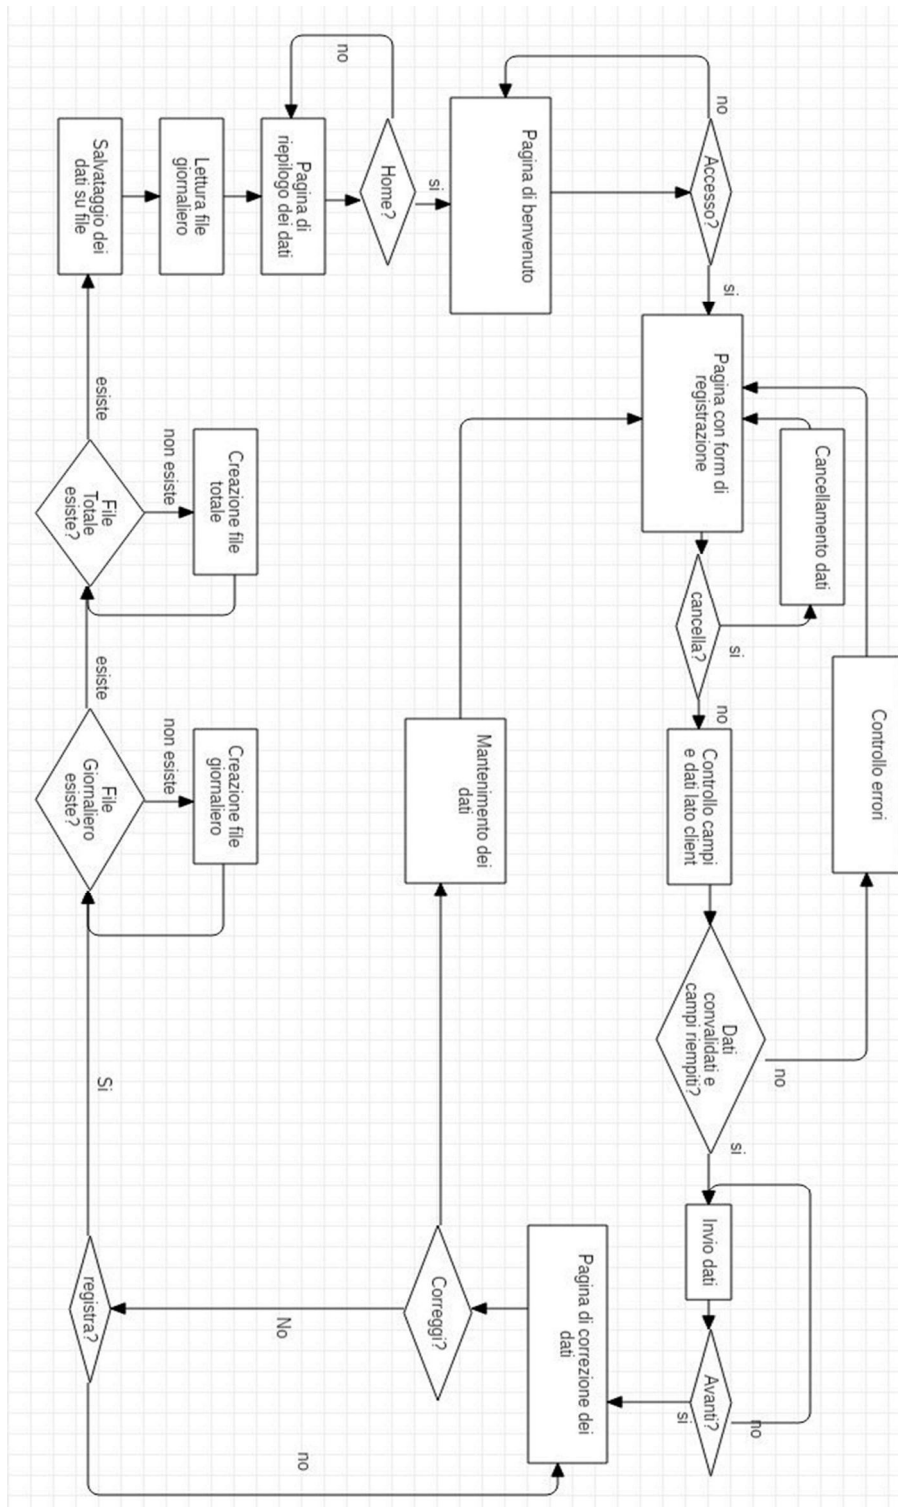 Controllo errori
Cancellamento dati
no
si
si
no
no
si
no
Accesso?
Pagina con form di
registrazione
cancella?
Controllo campi
e dati lato client
Dati
convalidati e
campi riempiti?
Invio dati
Avanti?
si
Pagina di benvenuto
Pagina di correzione dei
dati
Mantenimento dei
dati
Correggi?
si
Home?
no
Pagina di
riepilogo dei dati
No
no
Creazione file
totale
Creazione file
giornaliero
Lettura file
giornaliero
non esiste
non esiste
Salvataggio dei
dati su file
esiste
File
Totale
esiste?
esiste
File
Giornaliero
esiste?
Si
registra?